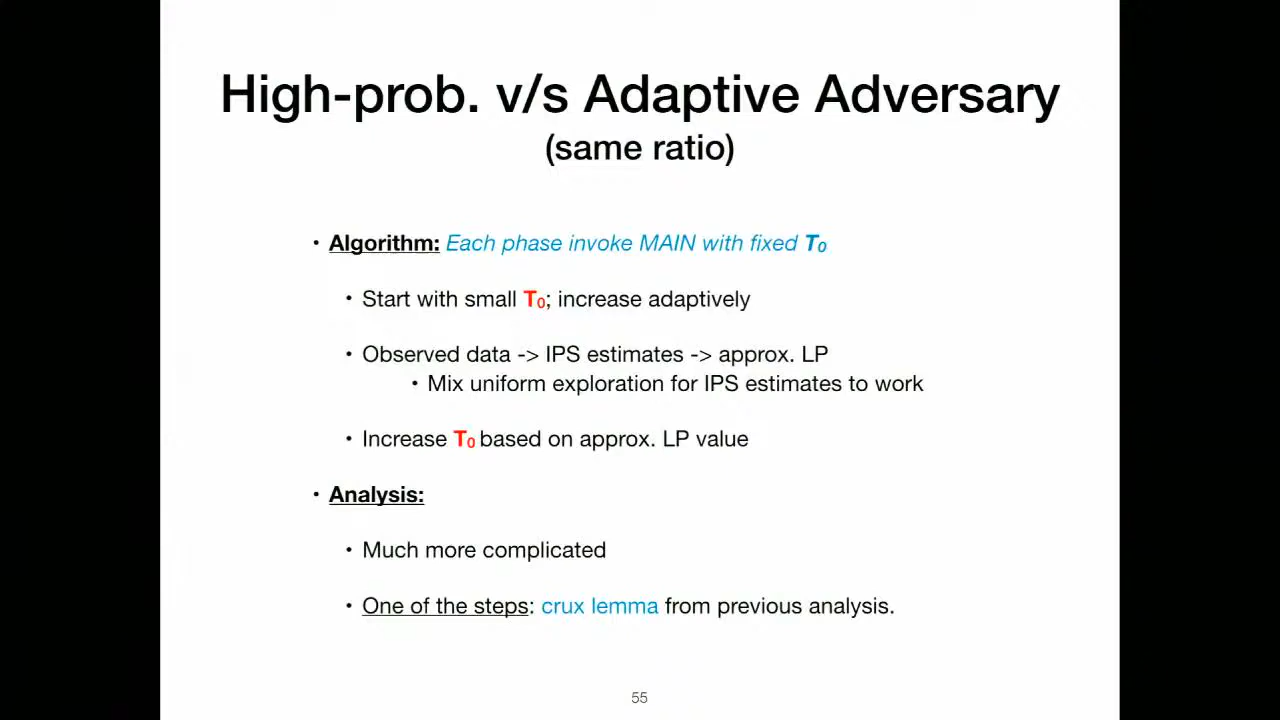 High-prob. v/s Adaptive Adversary
(same ratio)
• Algorithm: Each phase invoke MAIN with fixed T₀
• Start with small T₀; increase adaptively
• Observed data -> IPS estimates -> approx. LP
• Mix uniform exploration for IPS estimates to work
• Increase T₀ based on approx. LP value
• Analysis:
• Much more complicated
• One of the steps: crux lemma from previous analysis.
55